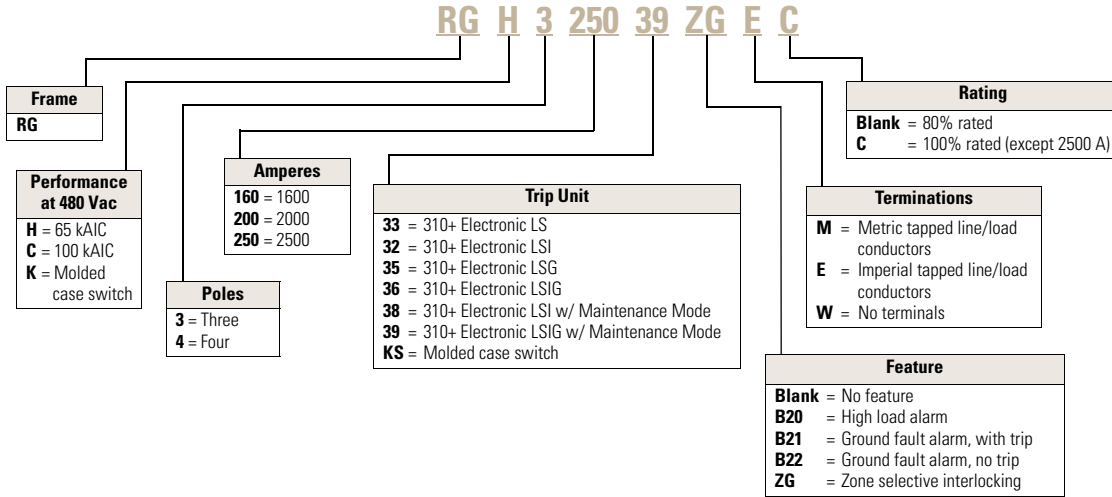 RG H 3 250 39 ZG E C
Frame
RG
Performance
at 480 Vac
H = 65 kAIC
C = 100 kAIC
K = Molded
case switch
Poles
3 = Three
4 = Four
Amperes
160 = 1600
200 = 2000
250 = 2500
Trip Unit
33 = 310+ Electronic LS
32 = 310+ Electronic LSI
35 = 310+ Electronic LSG
36 = 310+ Electronic LSIG
38 = 310+ Electronic LSI w/ Maintenance Mode
39 = 310+ Electronic LSIG w/ Maintenance Mode
KS = Molded case switch
Rating
Blank = 80% rated
C = 100% rated (except 2500 A)
Terminations
M = Metric tapped line/load
conductors
E = Imperial tapped line/load
conductors
W = No terminals
Feature
Blank = No feature
B20 = High load alarm
B21 = Ground fault alarm, with trip
B22 = Ground fault alarm, no trip
ZG = Zone selective interlocking